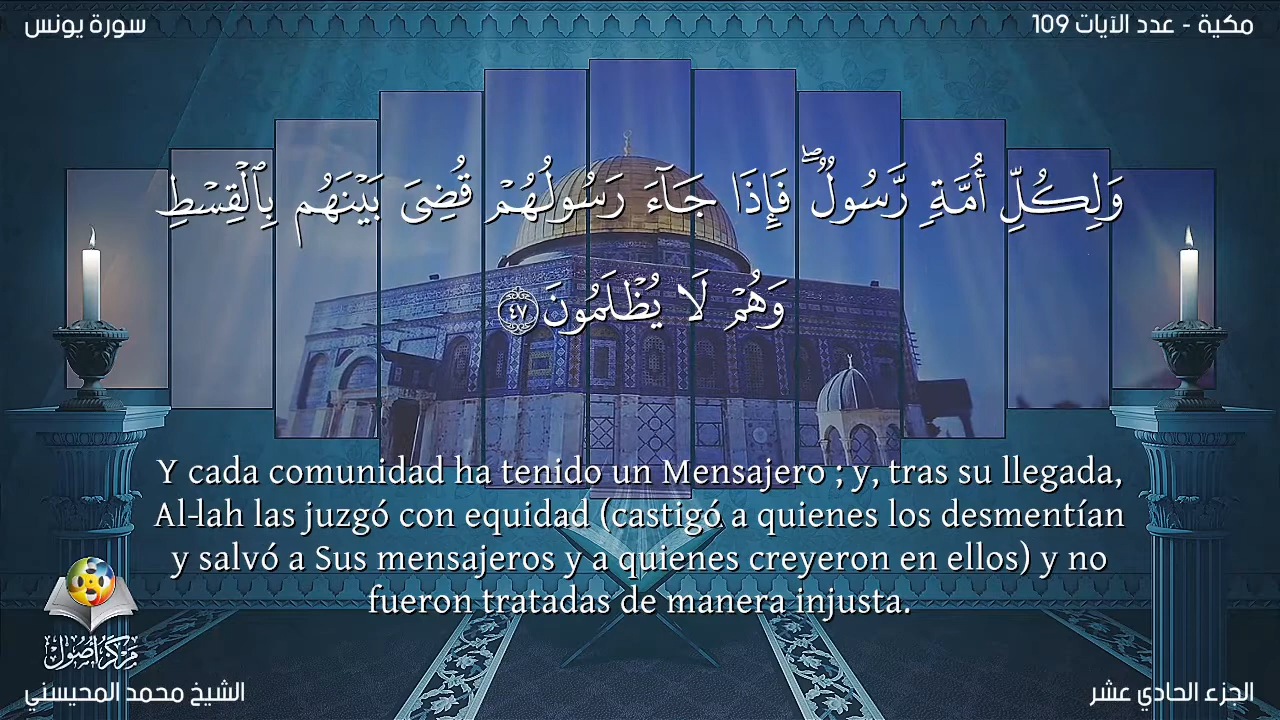 مكية - عدد الآيات 109
سورة يونس
وَلِكُلِّ أُمَّةٍ رَّسُولٌ ۖ فَإِذَا جَآءَ رَسُولُهُمْ قُضِىَ بَيْنَهُم بِٱلْقِسْطِ
وَهُمْ لَا يُظْلَمُونَ ٤٧
Y cada comunidad ha tenido un Mensajero ; y, tras su llegada,
Al-lah las juzgó con equidad (castigó a quienes los desmentían
y salvó a Sus mensajeros y a quienes creyeron en ellos) y no
fueron tratadas de manera injusta.
مركز أصول
الجزء الحادي عشر
الشيخ محمد المحيسني